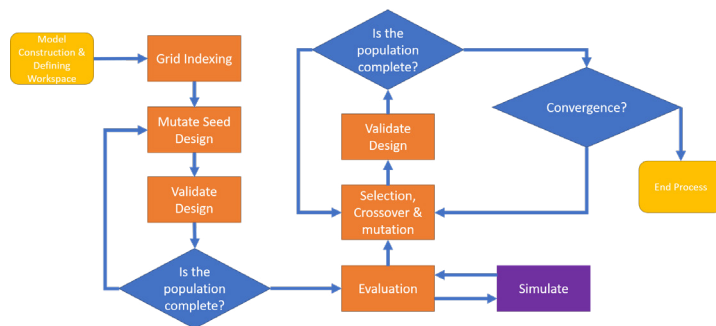 Model
Construction &
Defining
Workspace
Grid Indexing
Mutate Seed
Design
Validate
Design
Is the
population
complete?
Evaluation
Simulate
Selection,
Crossover &
mutation
Validate
Design
Is the
population
complete?
Convergence?
End Process